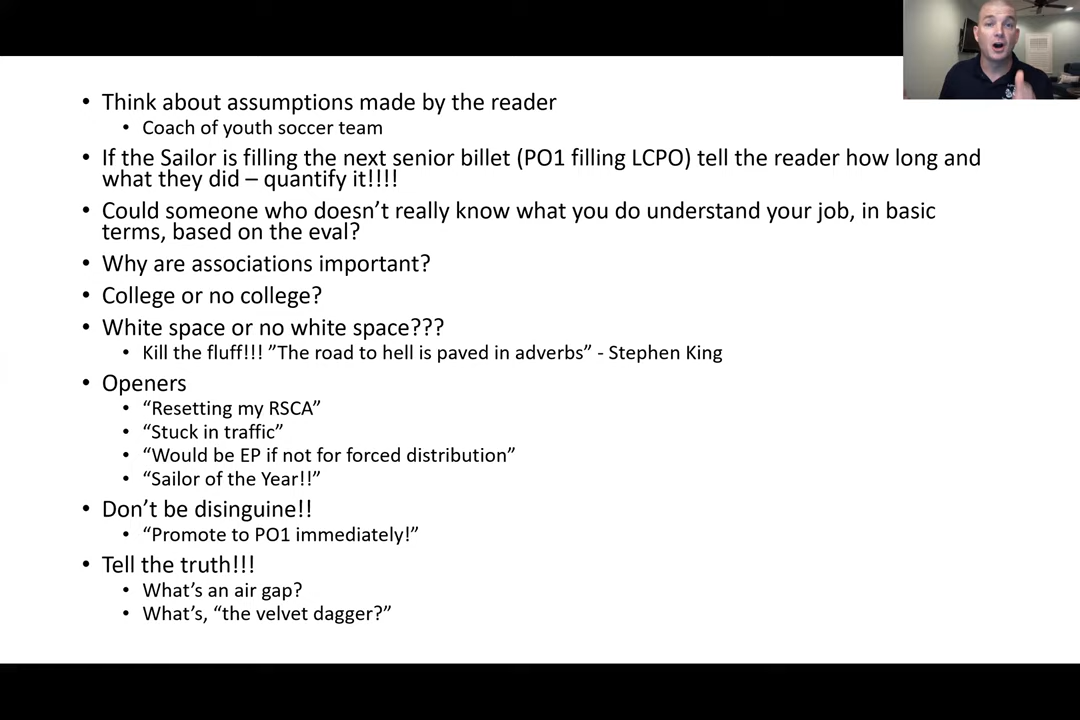 • Think about assumptions made by the reader
• Coach of youth soccer team
• If the Sailor is filling the next senior billet (PO1 filling LCPO) tell the reader how long and
what they did – quantify it!!!!
• Could someone who doesn’t really know what you do understand your job, in basic
terms, based on the eval?
• Why are associations important?
• College or no college?
• White space or no white space???
• Kill the fluff!!! ”The road to hell is paved in adverbs” - Stephen King
• Openers
• “Resetting my RSCA”
• “Stuck in traffic”
• “Would be EP if not for forced distribution”
• “Sailor of the Year!!”
• Don’t be disinguine!!
• “Promote to PO1 immediately!”
• Tell the truth!!!
• What’s an air gap?
• What’s, “the velvet dagger?”